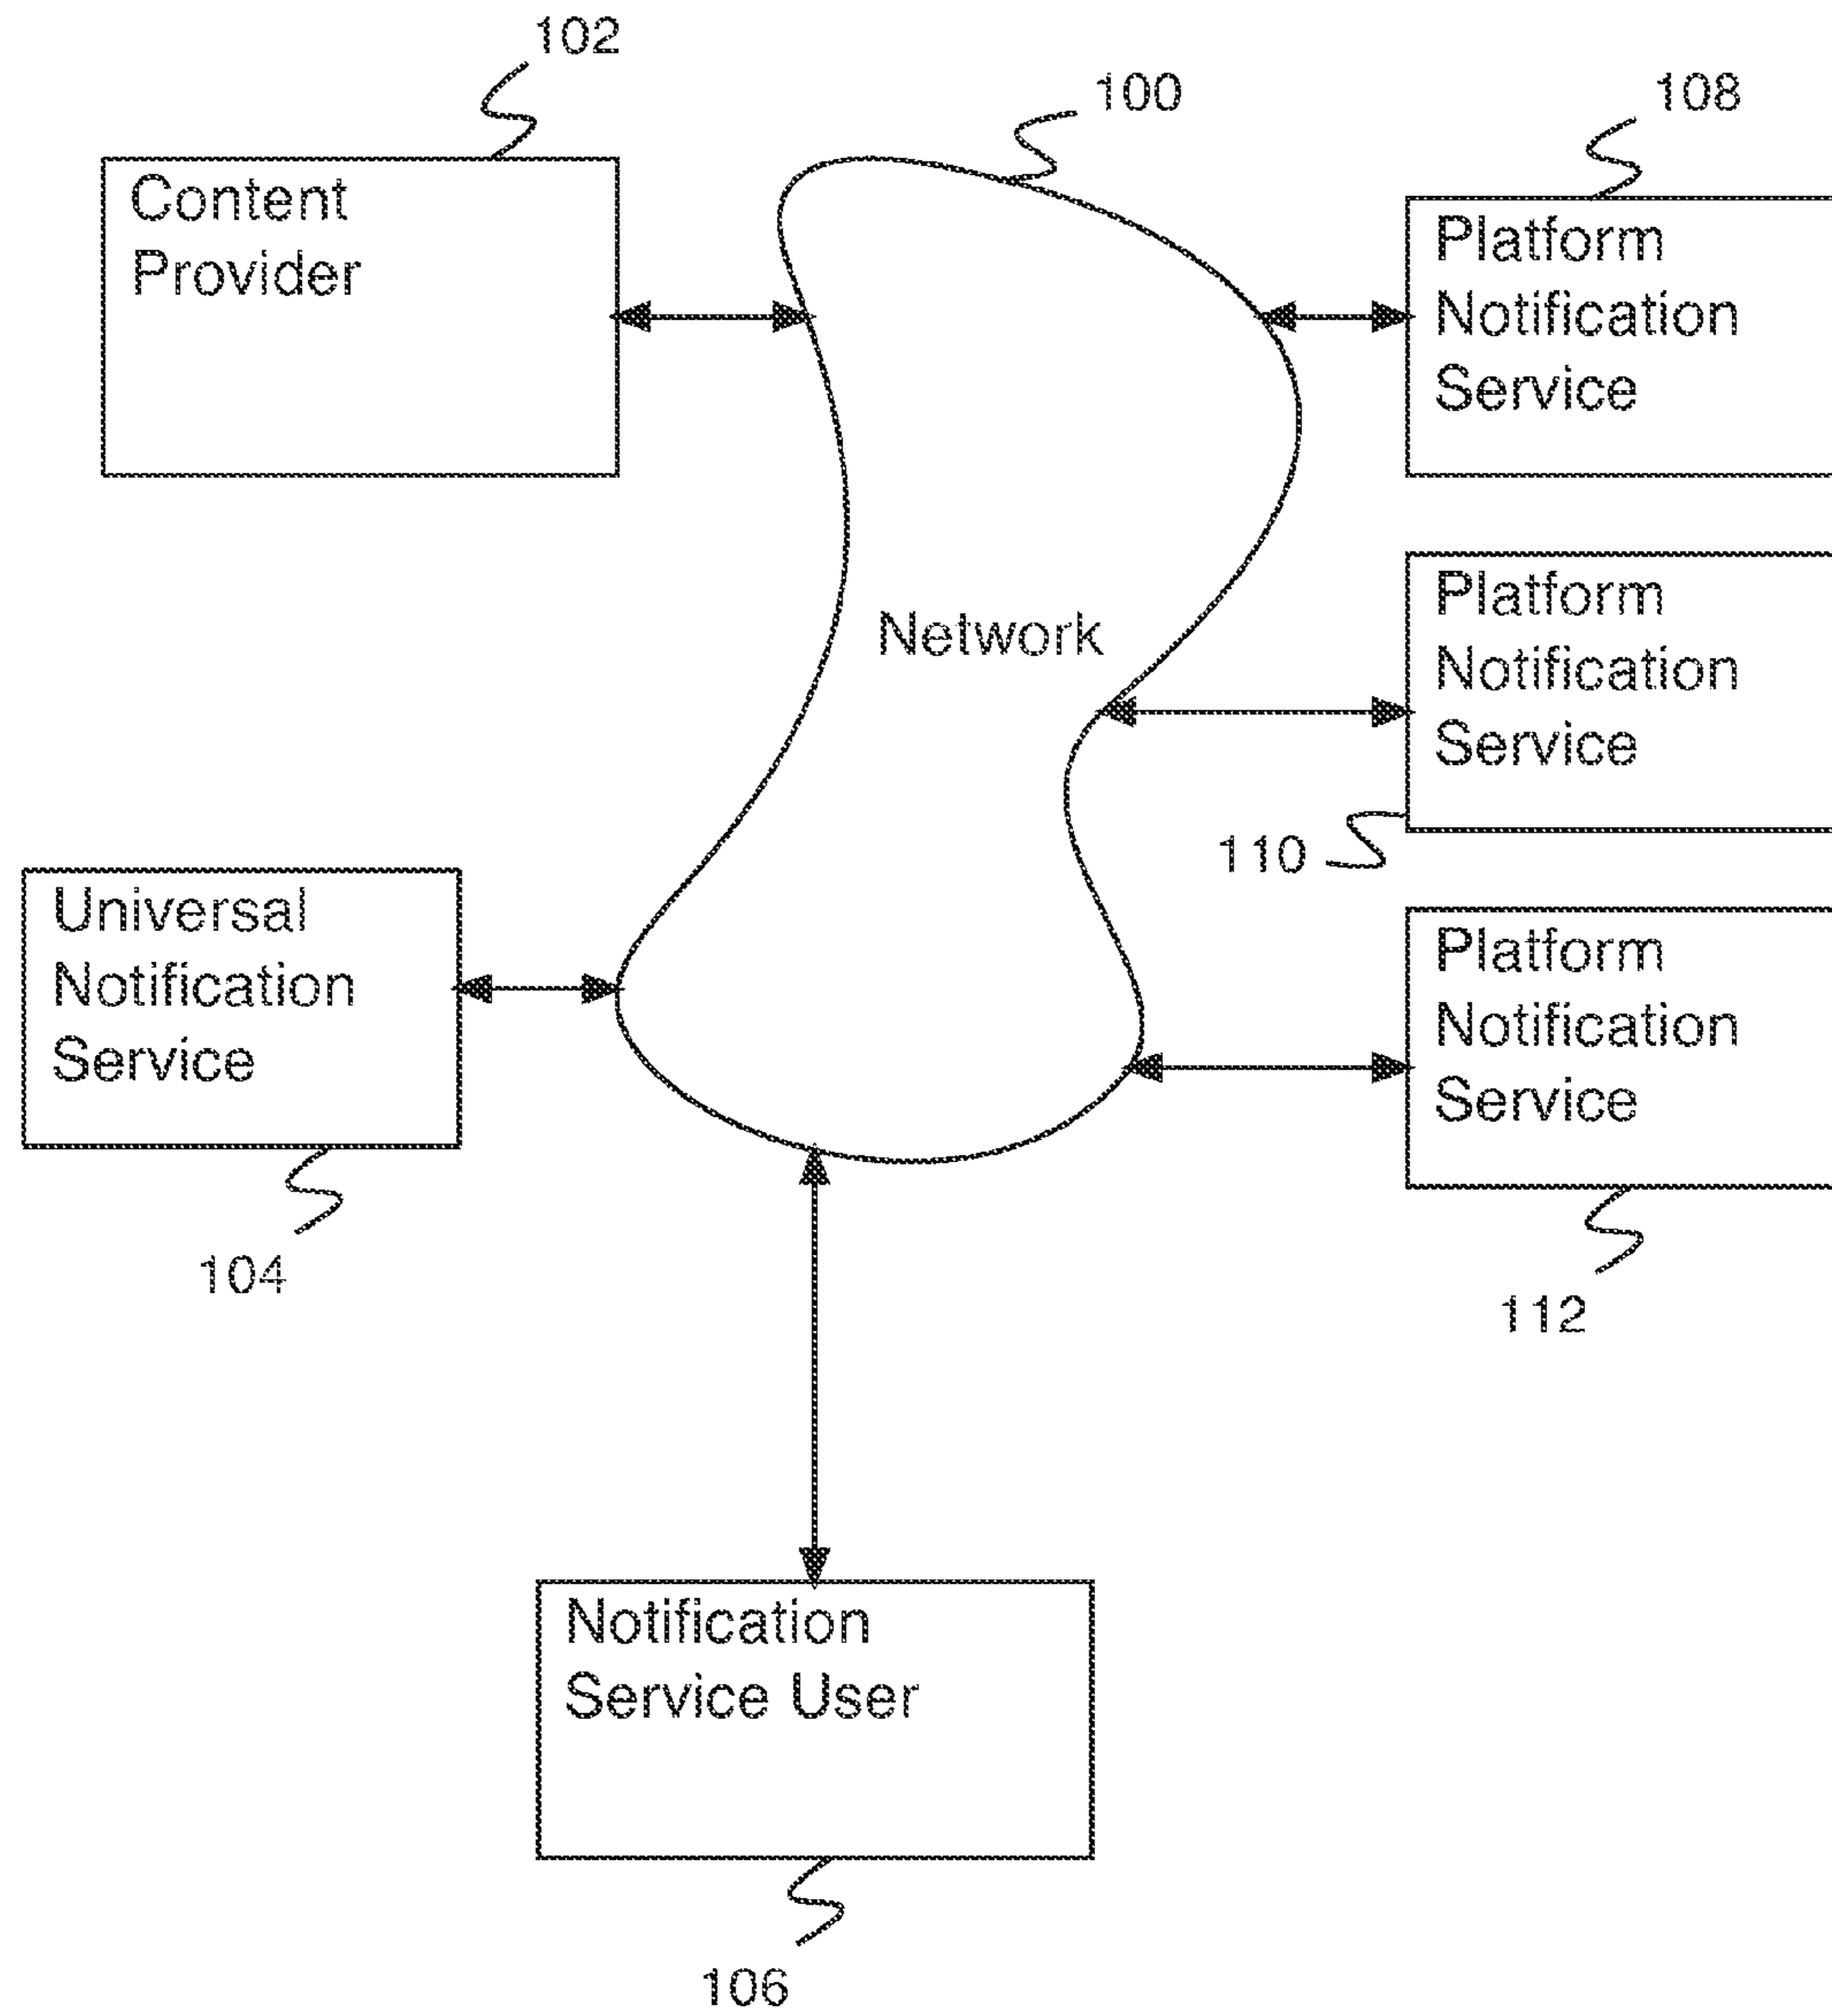 102
100
108
Content
Provider
Platform
Notification
Service
Network
Platform
Notification
Service
110
Universal
Notification
Service
104
Platform
Notification
Service
112
Notification
Service User
106